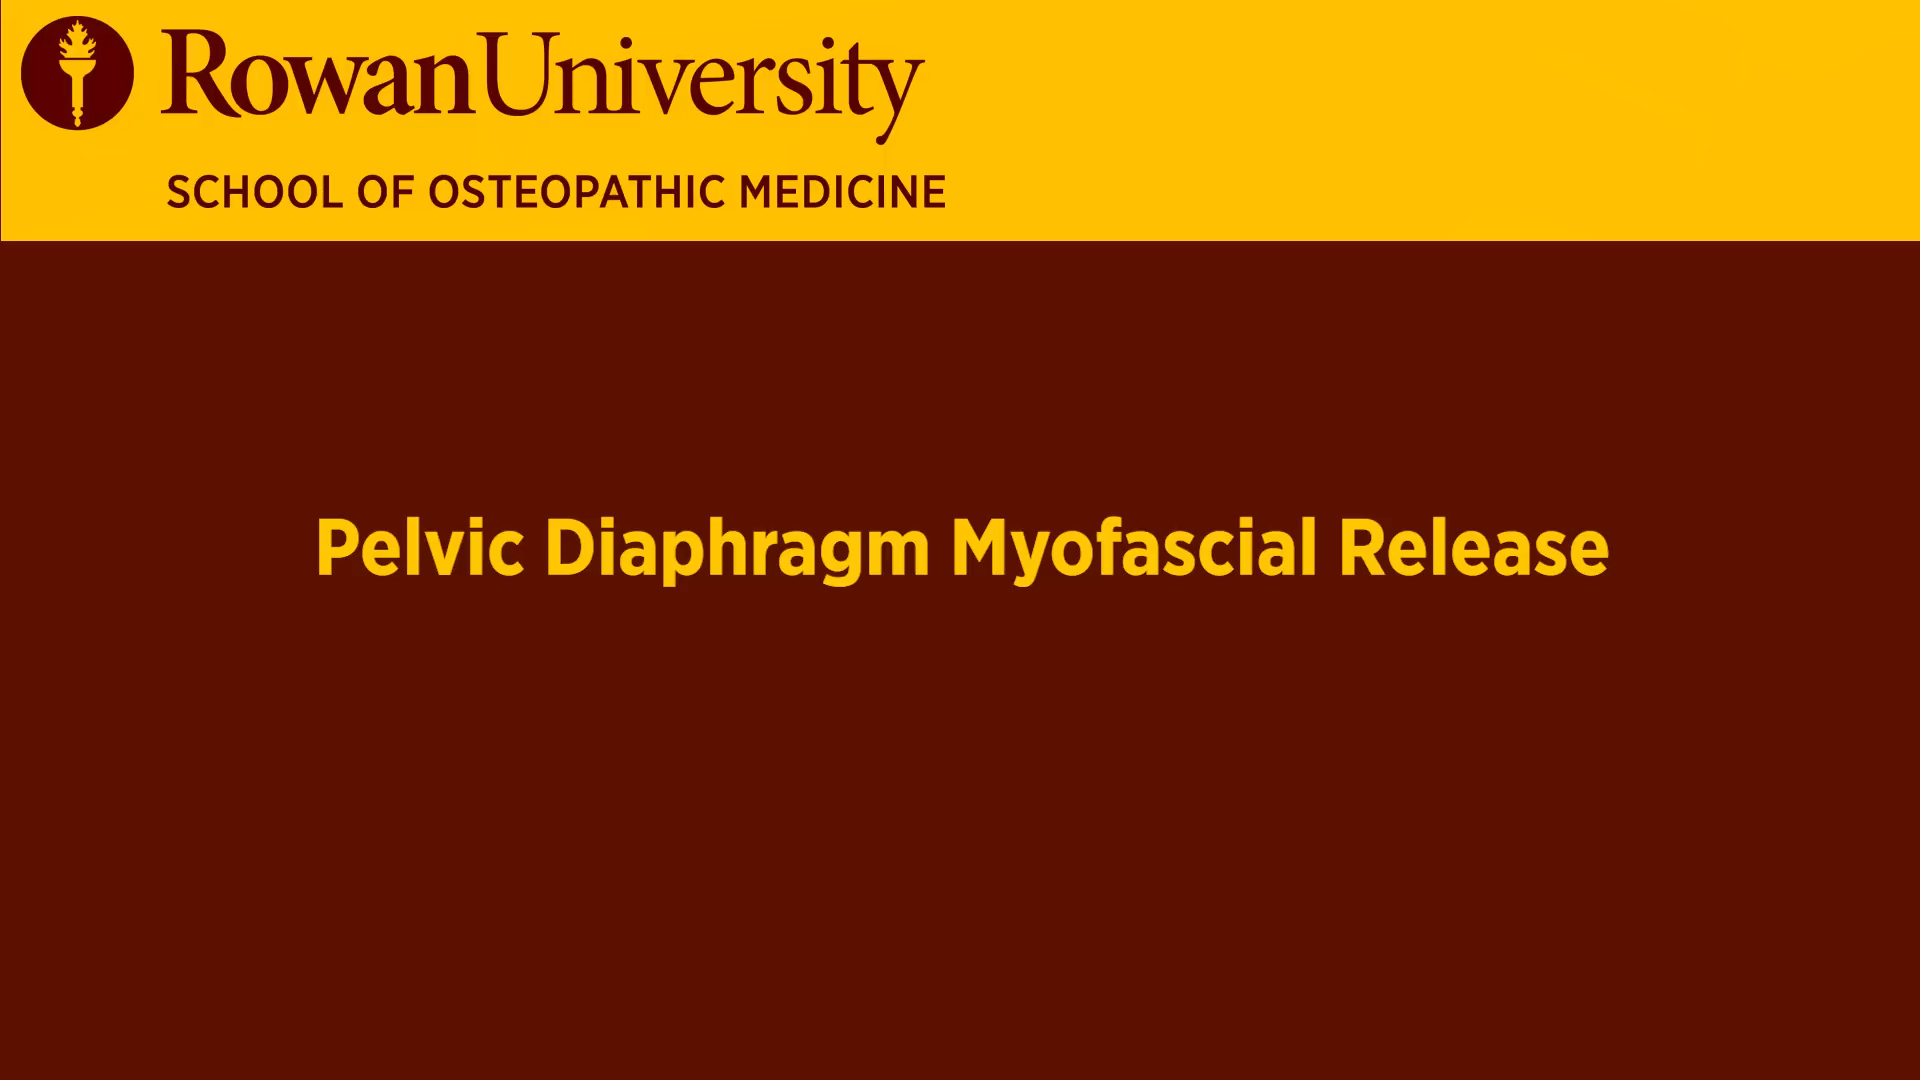 RowanUniversity
SCHOOL OF OSTEOPATHIC MEDICINE
Pelvic Diaphragm Myofascial Release